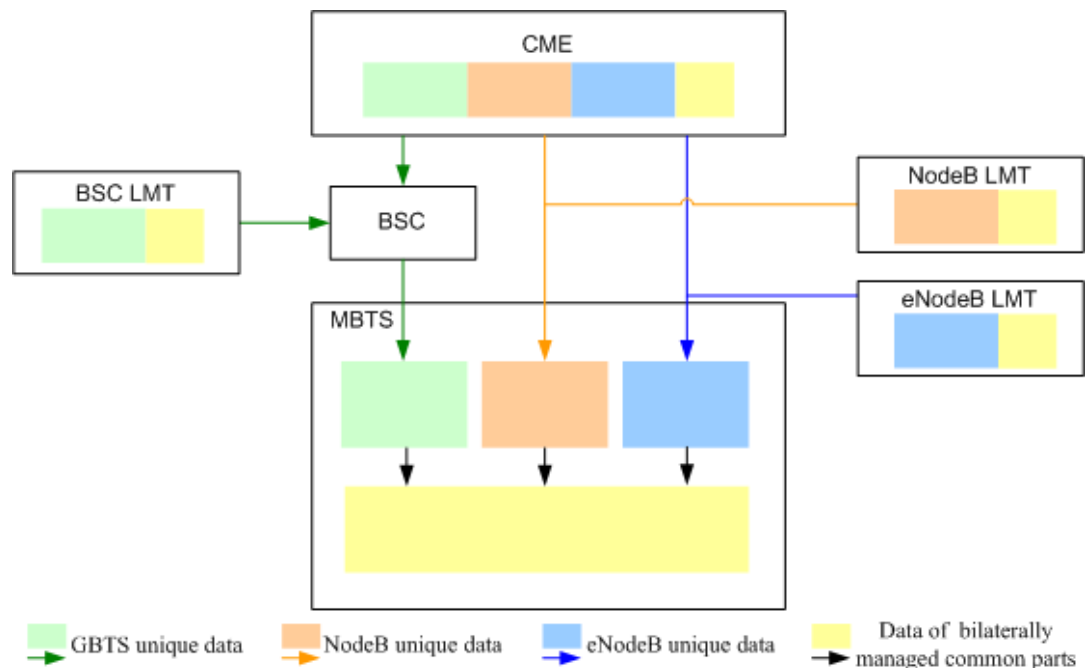 CME
BSC LMT
BSC
NodeB LMT
eNodeB LMT
MBTS
GBTS unique data
NodeB unique data
eNodeB unique data
Data of bilaterally
managed common parts